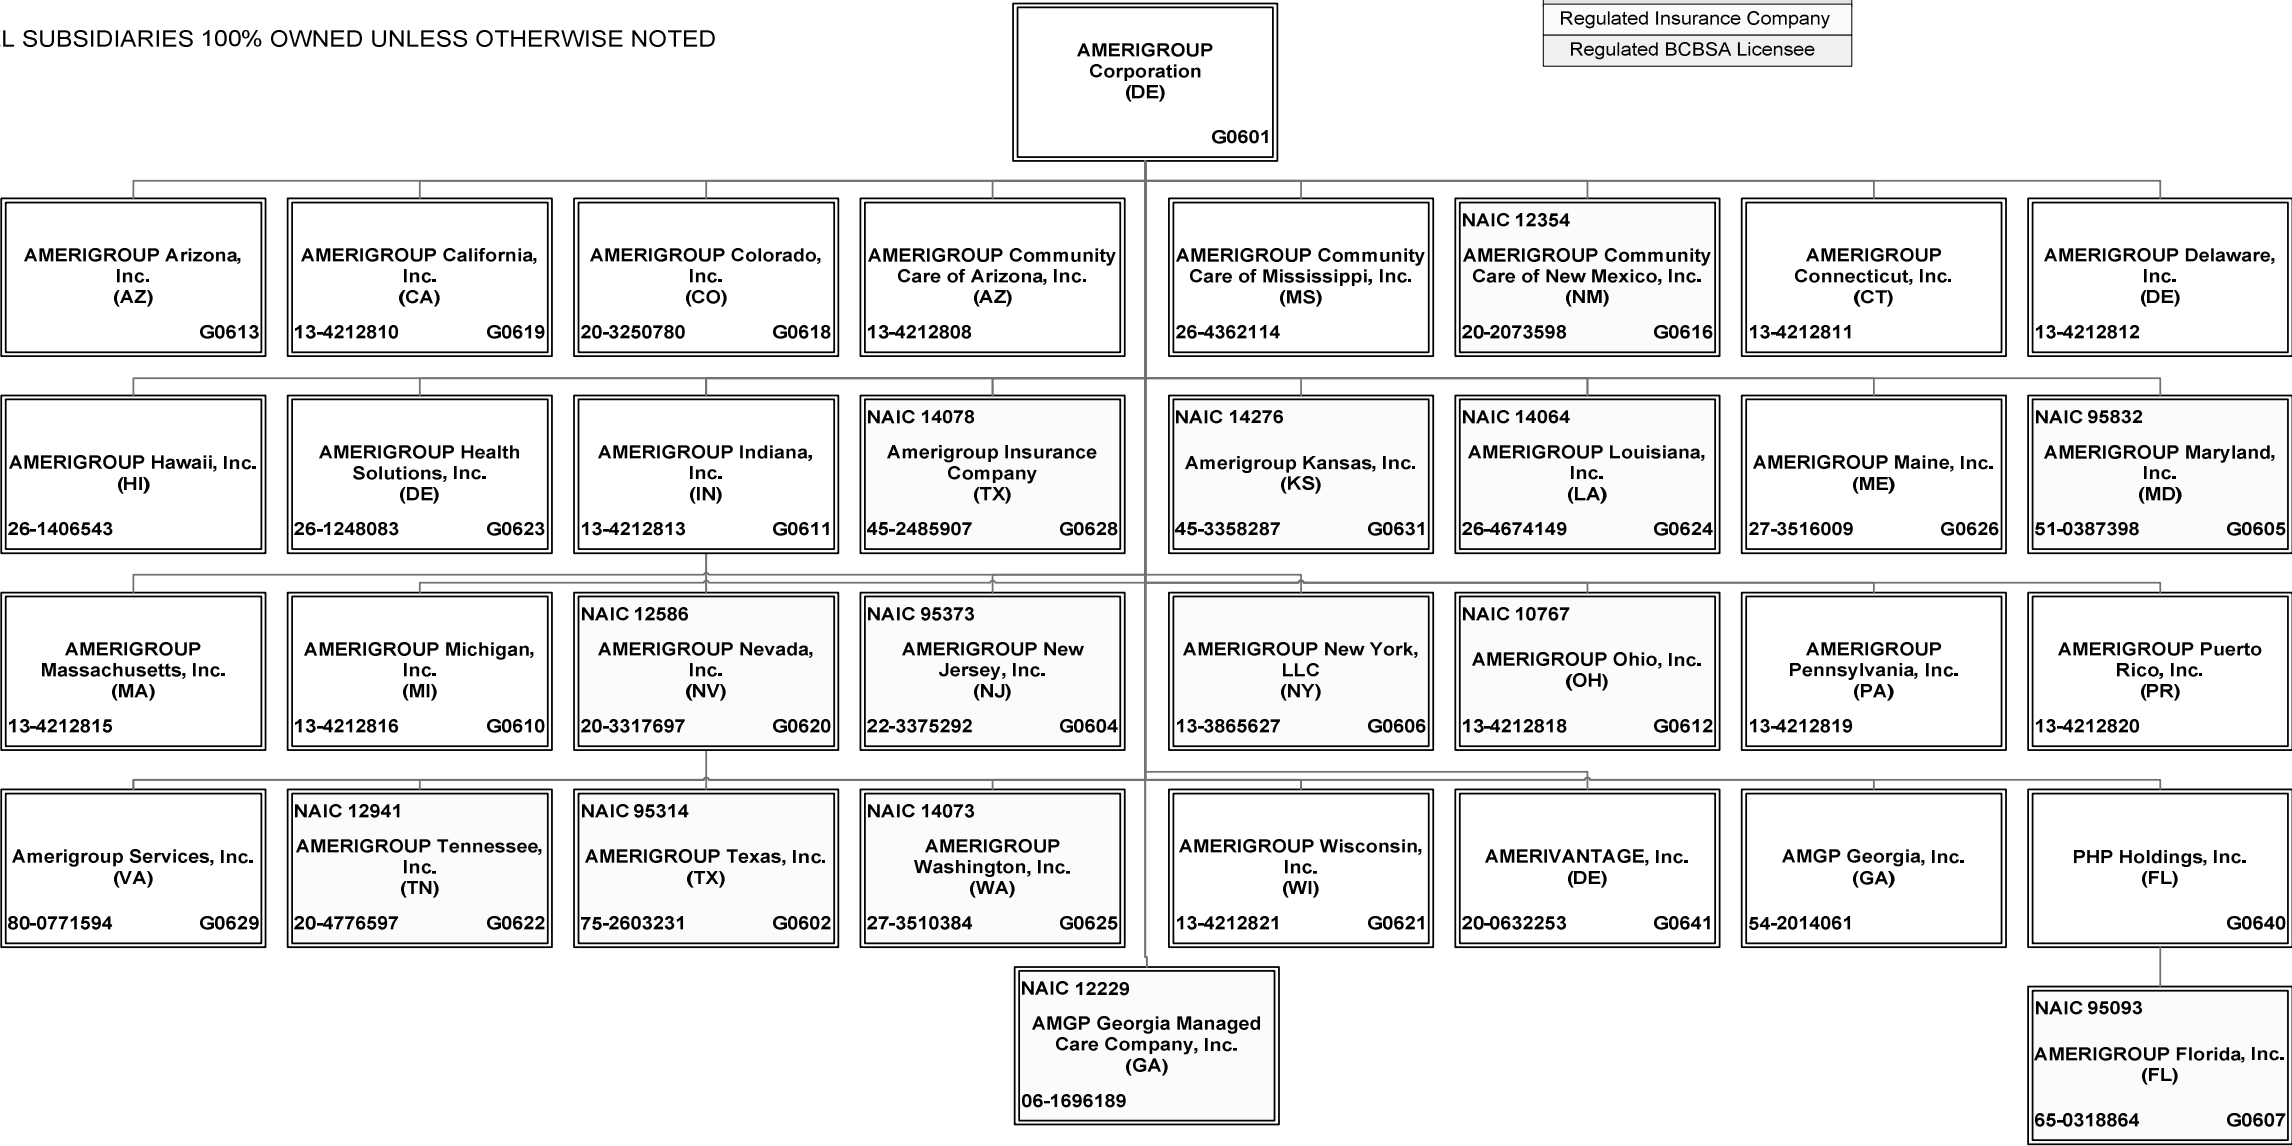 L SUBSIDIARIES 100% OWNED UNLESS OTHERWISE NOTED
Regulated Insurance Company
Regulated BCBSA Licensee
AMERIGROUP
Corporation
(DE)
G0601
AMERIGROUP Arizona,
Inc.
(AZ)
G0613
AMERIGROUP California,
Inc.
(CA)
13-4212810 G0619
AMERIGROUP Colorado,
Inc.
(CO)
20-3250780 G0618
AMERIGROUP Community
Care of Arizona, Inc.
(AZ)
13-4212808
AMERIGROUP Community
Care of Mississippi, Inc.
(MS)
26-4362114
NAIC 12354
AMERIGROUP Community
Care of New Mexico, Inc.
(NM)
20-2073598 G0616
AMERIGROUP
Connecticut, Inc.
(CT)
13-4212811
AMERIGROUP Delaware,
Inc.
(DE)
13-4212812
AMERIGROUP Hawaii, Inc.
(HI)
26-1406543
AMERIGROUP Health
Solutions, Inc.
(DE)
26-1248083 G0623
AMERIGROUP Indiana,
Inc.
(IN)
13-4212813 G0611
NAIC 14078
Amerigroup Insurance
Company
(TX)
45-2485907 G0628
NAIC 14276
Amerigroup Kansas, Inc.
(KS)
45-3358287 G0631
NAIC 14064
AMERIGROUP Louisiana,
Inc.
(LA)
26-4674149 G0624
AMERIGROUP Maine, Inc.
(ME)
27-3516009 G0626
NAIC 95832
AMERIGROUP Maryland,
Inc.
(MD)
51-0387398 G0605
AMERIGROUP
Massachusetts, Inc.
(MA)
13-4212815
AMERIGROUP Michigan,
Inc.
(MI)
13-4212816 G0610
NAIC 12586
AMERIGROUP Nevada,
Inc.
(NV)
20-3317697 G0620
NAIC 95373
AMERIGROUP New
Jersey, Inc.
(NJ)
22-3375292 G0604
AMERIGROUP New York,
LLC
(NY)
13-3865627 G0606
NAIC 10767
AMERIGROUP Ohio, Inc.
(OH)
13-4212818 G0612
AMERIGROUP
Pennsylvania, Inc.
(PA)
13-4212819
AMERIGROUP Puerto
Rico, Inc.
(PR)
13-4212820
Amerigroup Services, Inc.
(VA)
80-0771594 G0629
NAIC 12941
AMERIGROUP Tennessee,
Inc.
(TN)
20-4776597 G0622
NAIC 95314
AMERIGROUP Texas, Inc.
(TX)
75-2603231 G0602
NAIC 14073
AMERIGROUP
Washington, Inc.
(WA)
27-3510384 G0625
AMERIGROUP Wisconsin,
Inc.
(WI)
13-4212821 G0621
AMERIVANTAGE, Inc.
(DE)
20-0632253 G0641
AMGP Georgia, Inc.
(GA)
54-2014061
PHP Holdings, Inc.
(FL)
G0640
NAIC 12229
AMGP Georgia Managed
Care Company, Inc.
(GA)
06-1696189
NAIC 95093
AMERIGROUP Florida, Inc.
(FL)
65-0318864 G0607